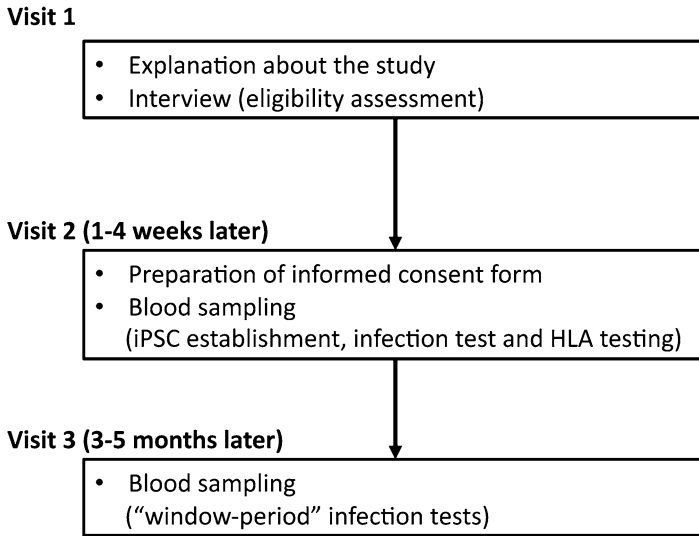 Visit 1
• Explanation about the study
• Interview (eligibility assessment)
Visit 2 (1-4 weeks later)
• Preparation of informed consent form
• Blood sampling
(iPSC establishment, infection test and HLA testing)
Visit 3 (3-5 months later)
• Blood sampling
(“window-period” infection tests)